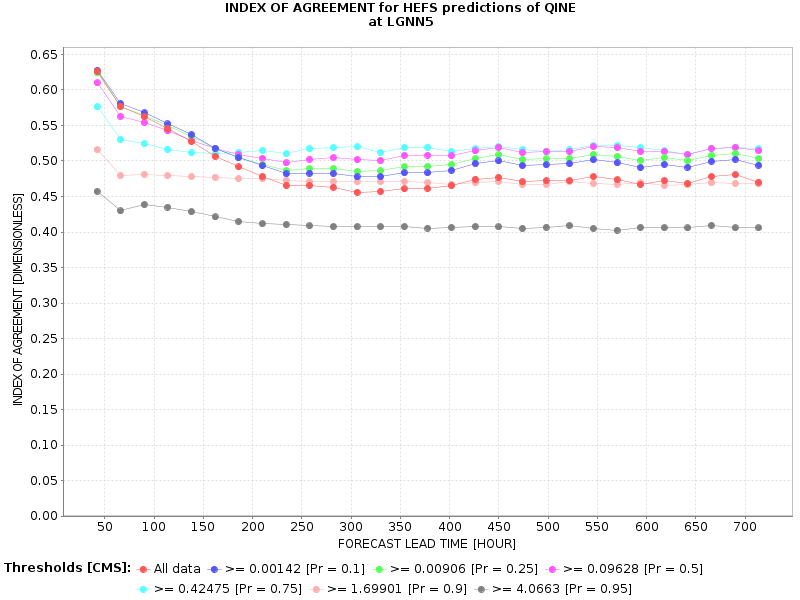 INDEX OF AGREEMENT for HEFS predictions of QINE
at LGNN5
INDEX OF AGREEMENT [DIMENSIONLESS]
0.65
0.60
0.55
0.50
0.45
0.40
0.35
0.30
0.25
0.20
0.15
0.10
0.05
0.00
50 100 150 200 250 300 350 400 450 500 550 600 650 700
FORECAST LEAD TIME [HOUR]
Thresholds [CMS]: All data >= 0.00142 [Pr = 0.1] >= 0.00906 [Pr = 0.25] >= 0.09628 [Pr = 0.5]
>= 0.42475 [Pr = 0.75] >= 1.69901 [Pr = 0.9] >= 4.0663 [Pr = 0.95]